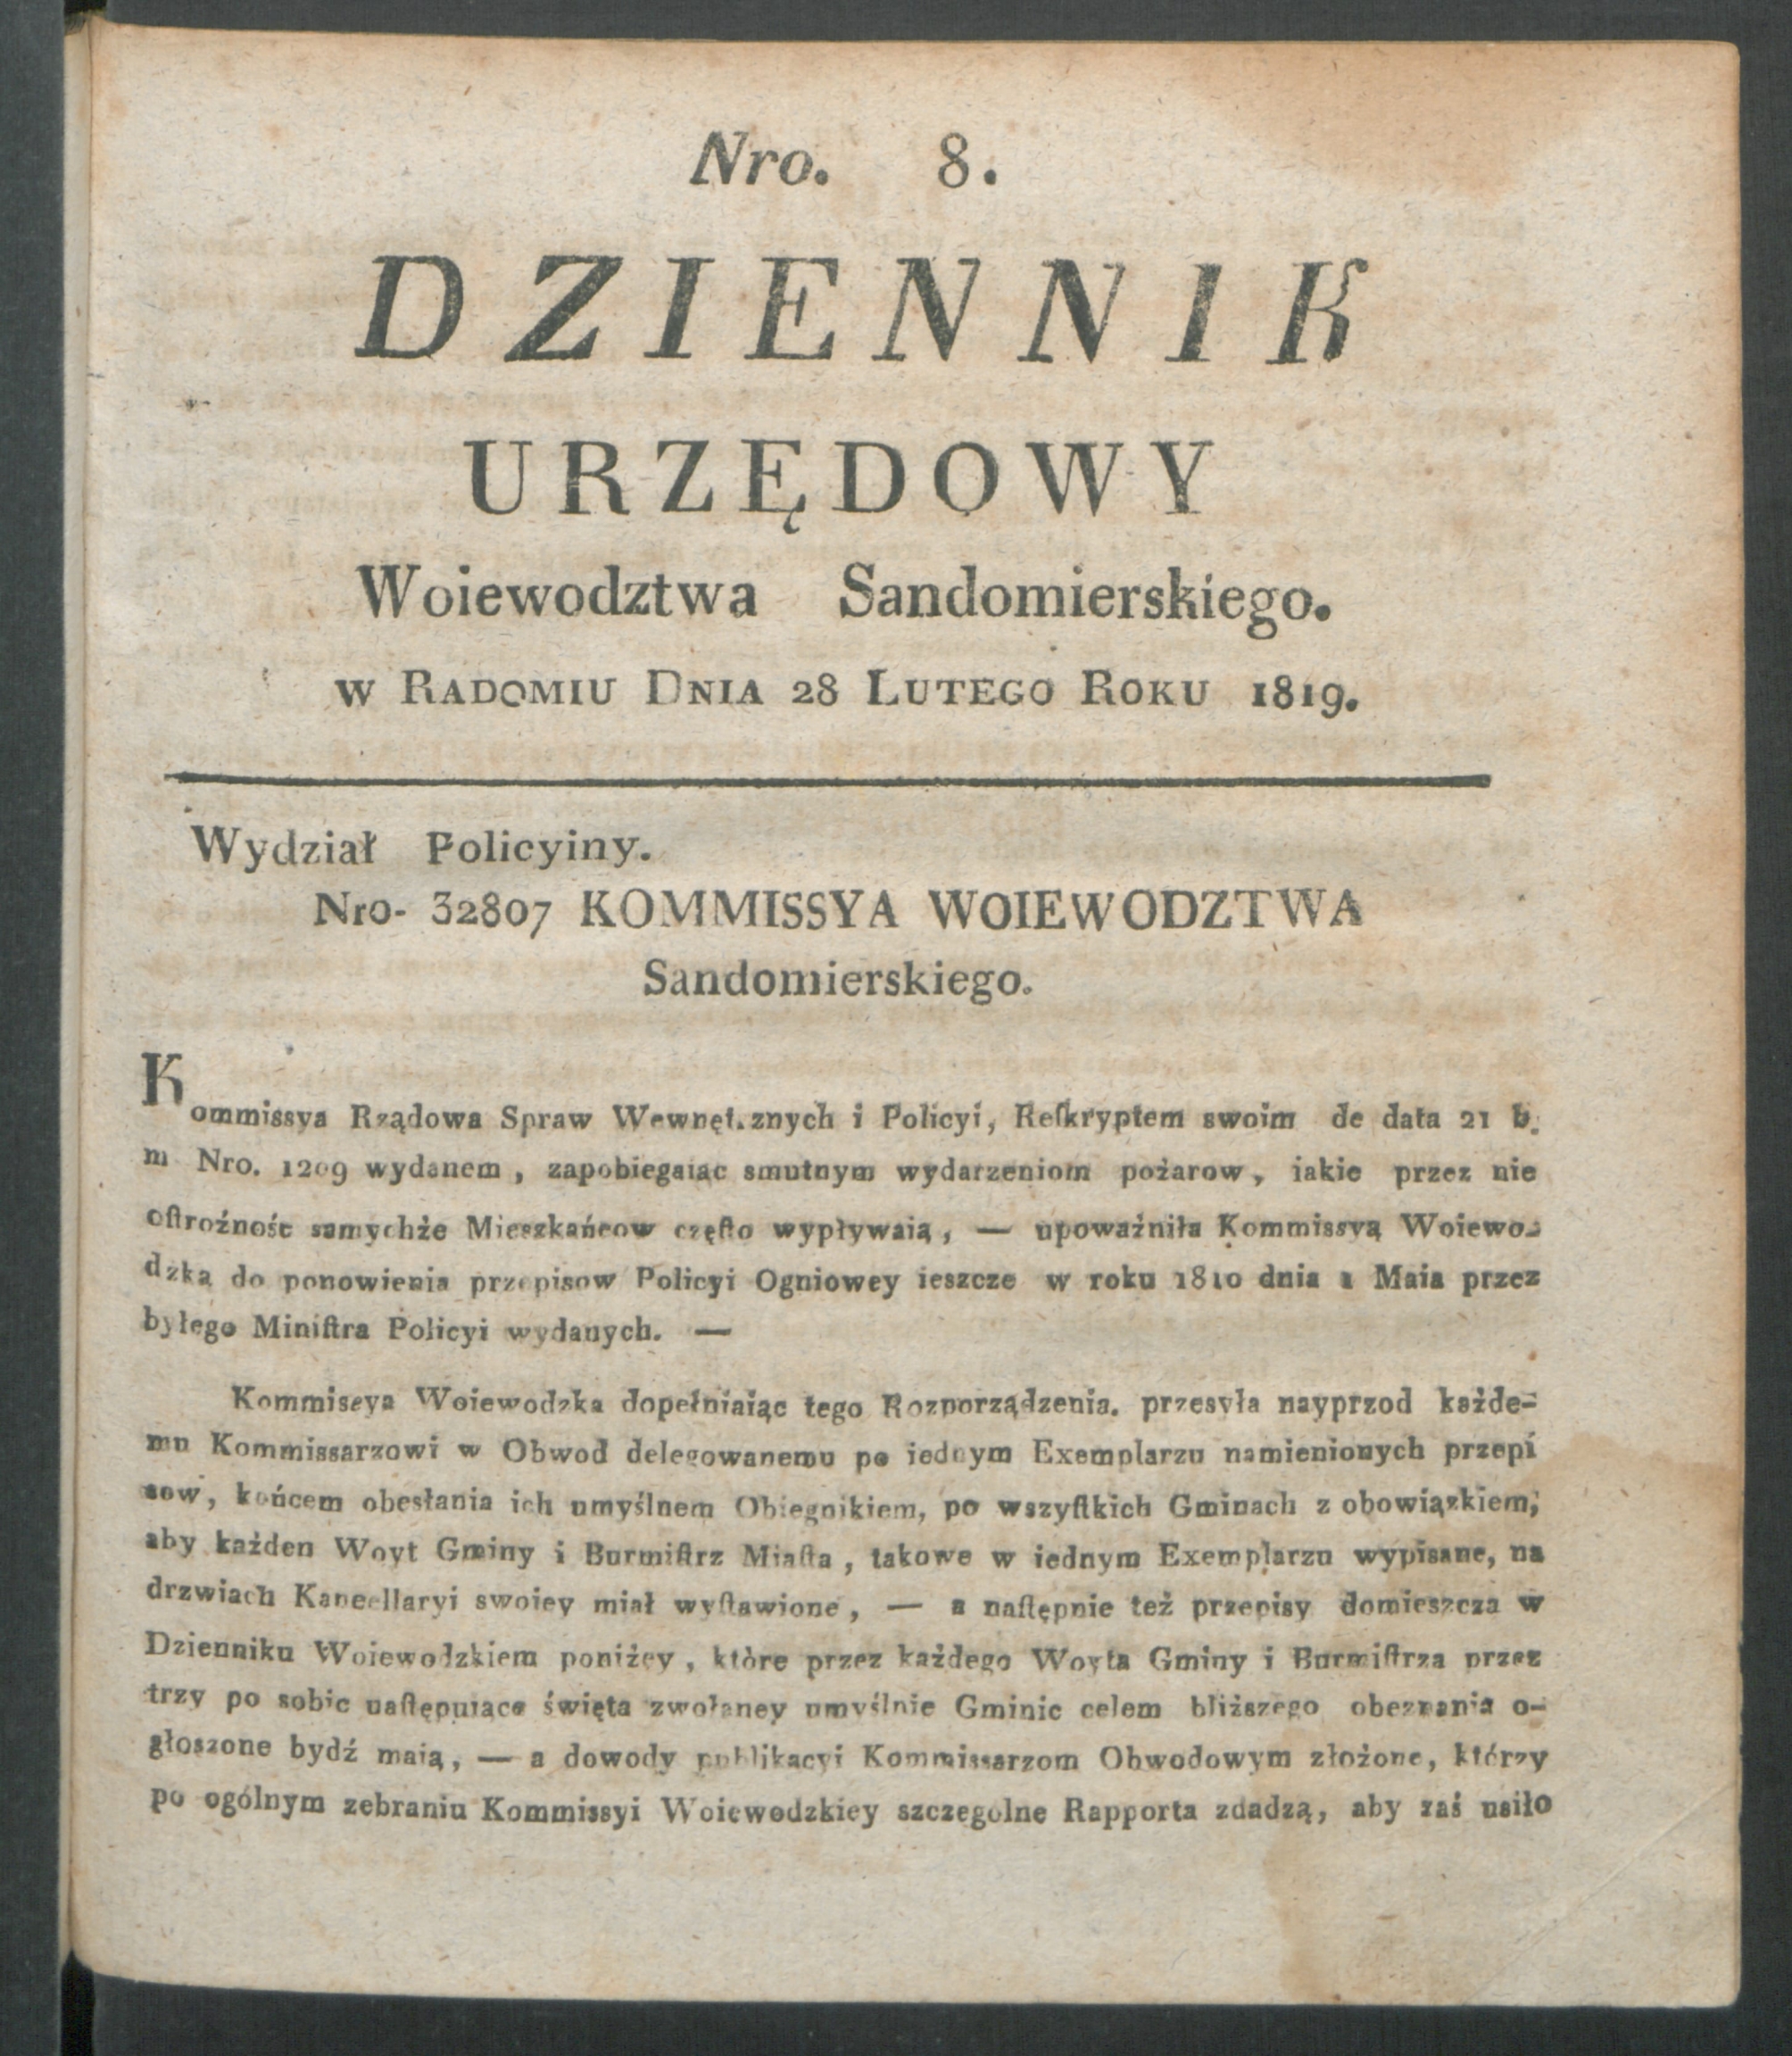 Nro. 8.
DZIENNIK
URZĘDOWY
Woiewodztwa Sandomierskiego.
w Radomiu Dnia 28 Lutego Roku 1819.
Wydział Policyiny.
Nro- 32807 KOMMISSYA WOIEWODZTWA
Sandomierskiego.
Kommissya Rządowa Spraw Wewnęt.znych i Policyi, Reſkryptem swoim de data 21 b.
m Nro. 1209 wydanem, zapobiegaiąc smutnym wydarzeniom pożarow, iakie przez nie
oſtroźnośc samychże Mieszkańcow częſto wypływaią, — upoważniła Kommissyą Woiewo-
dzką do ponowienia przepisow Policyi Ogniowey ieszcze w roku 1810 dnia 1 Maia przez
byłego Miniſtra Policyi wydanych. —
Kommissya Woiewodzka dopełniaiąc tego Rozporządzenia. przesyła nayprzod każde-
mu Kommissarzowi w Obwod delegowanemu po iednym Exemplarzu namienionych przepi
sow, końcem obesłania ich umyślnem Obiegnikiem, po wszyſtkich Gminach z obowiązkiem,
aby każden Woyt Gminy i Burmiſtrz Miaſta, takowe w iednym Exemplarzu wypisane, na
drzwiach Kancellaryi swoiey miał wyſtawione, — a naſtępnie też przepisy domieszcza w
Dzienniku Woiewodzkiem poniżey, ktòre przez każdego Woyta Gminy i Burmiſtrza przez
trzy po sobie naſtępuiące święta zwołaney umyślnie Gminie celem bliższego obeznania o-
głoszone bydź maią, — a dowody publikacyi Kommissarzom Obwodowym złożone, którzy
po ogólnym zebraniu Kommissyi Woiewodzkiey szczegolne Rapporta zdadzą, aby zaś usiło